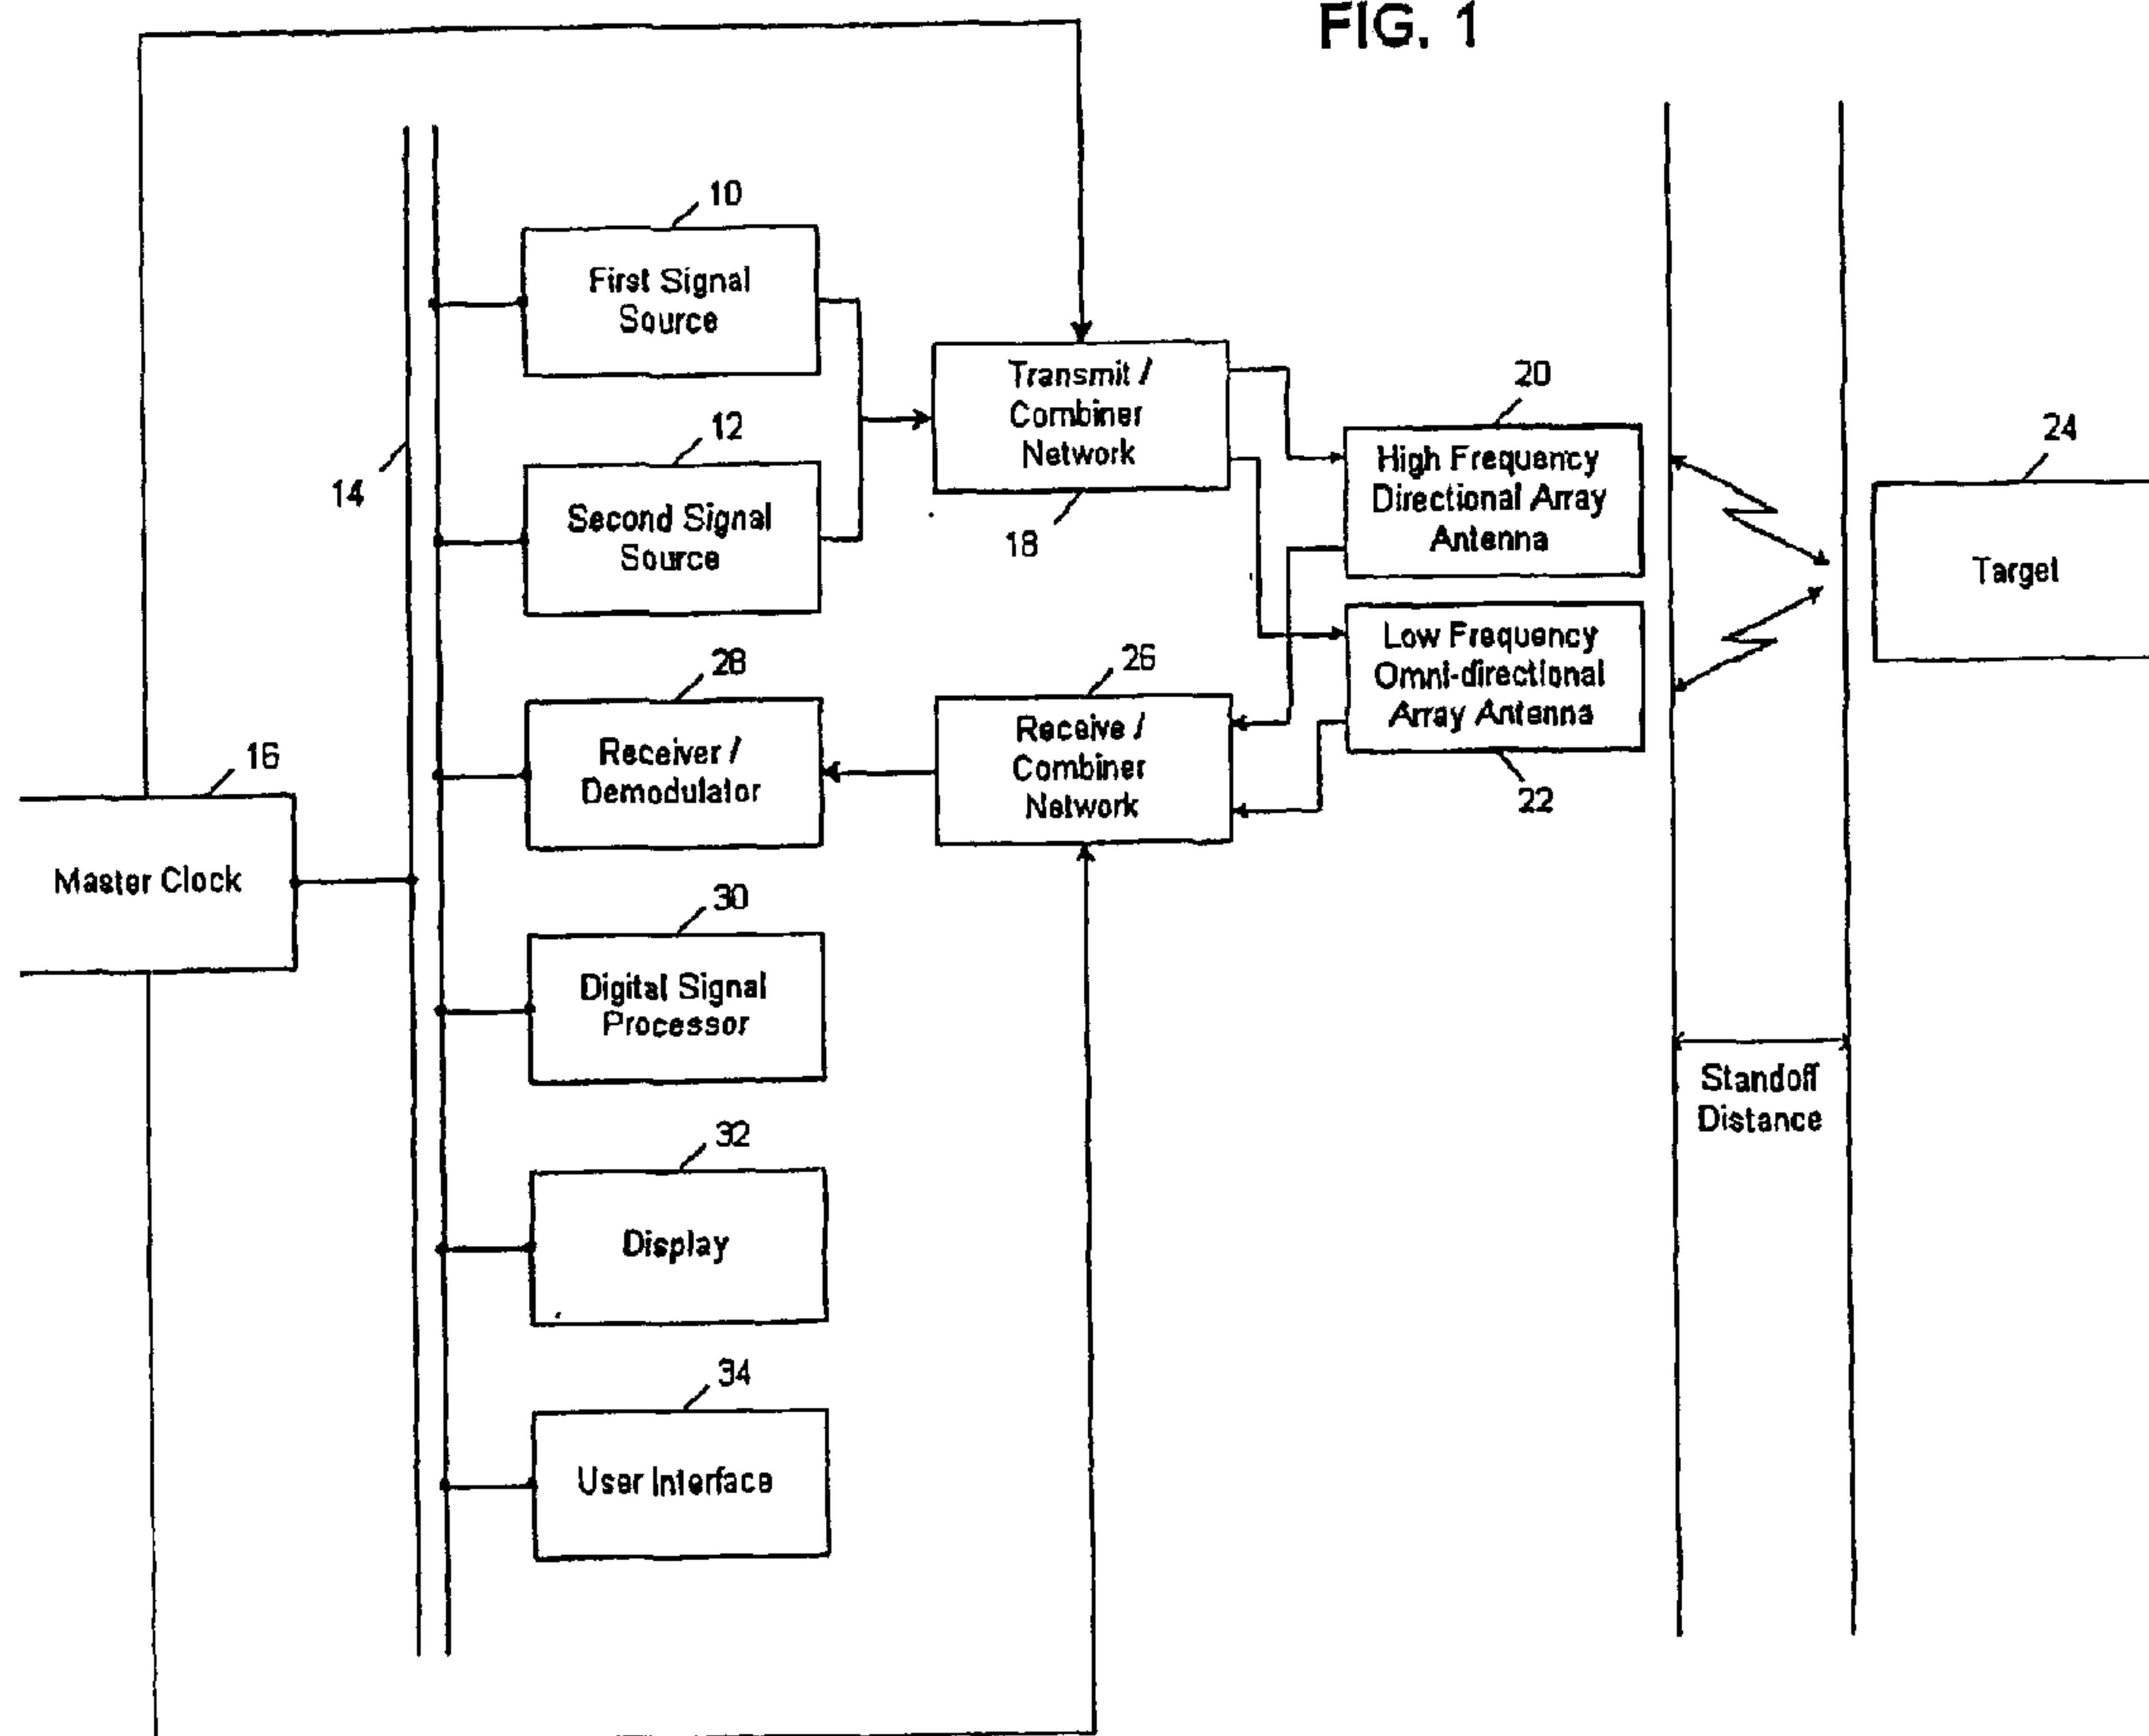 FIG. 1
10
First Signal
Source
12
Second Signal
Source
14
Transmit /
Combiner
Network
18
20
High Frequency
Directional Array
Antenna
24
Target
Low Frequency
Omni-directional
Array Antenna
22
28
Receiver /
Demodulator
26
Receive /
Combiner
Network
16
Master Clock
30
Digital Signal
Processor
Standoff
Distance
32
Display
34
User Interface